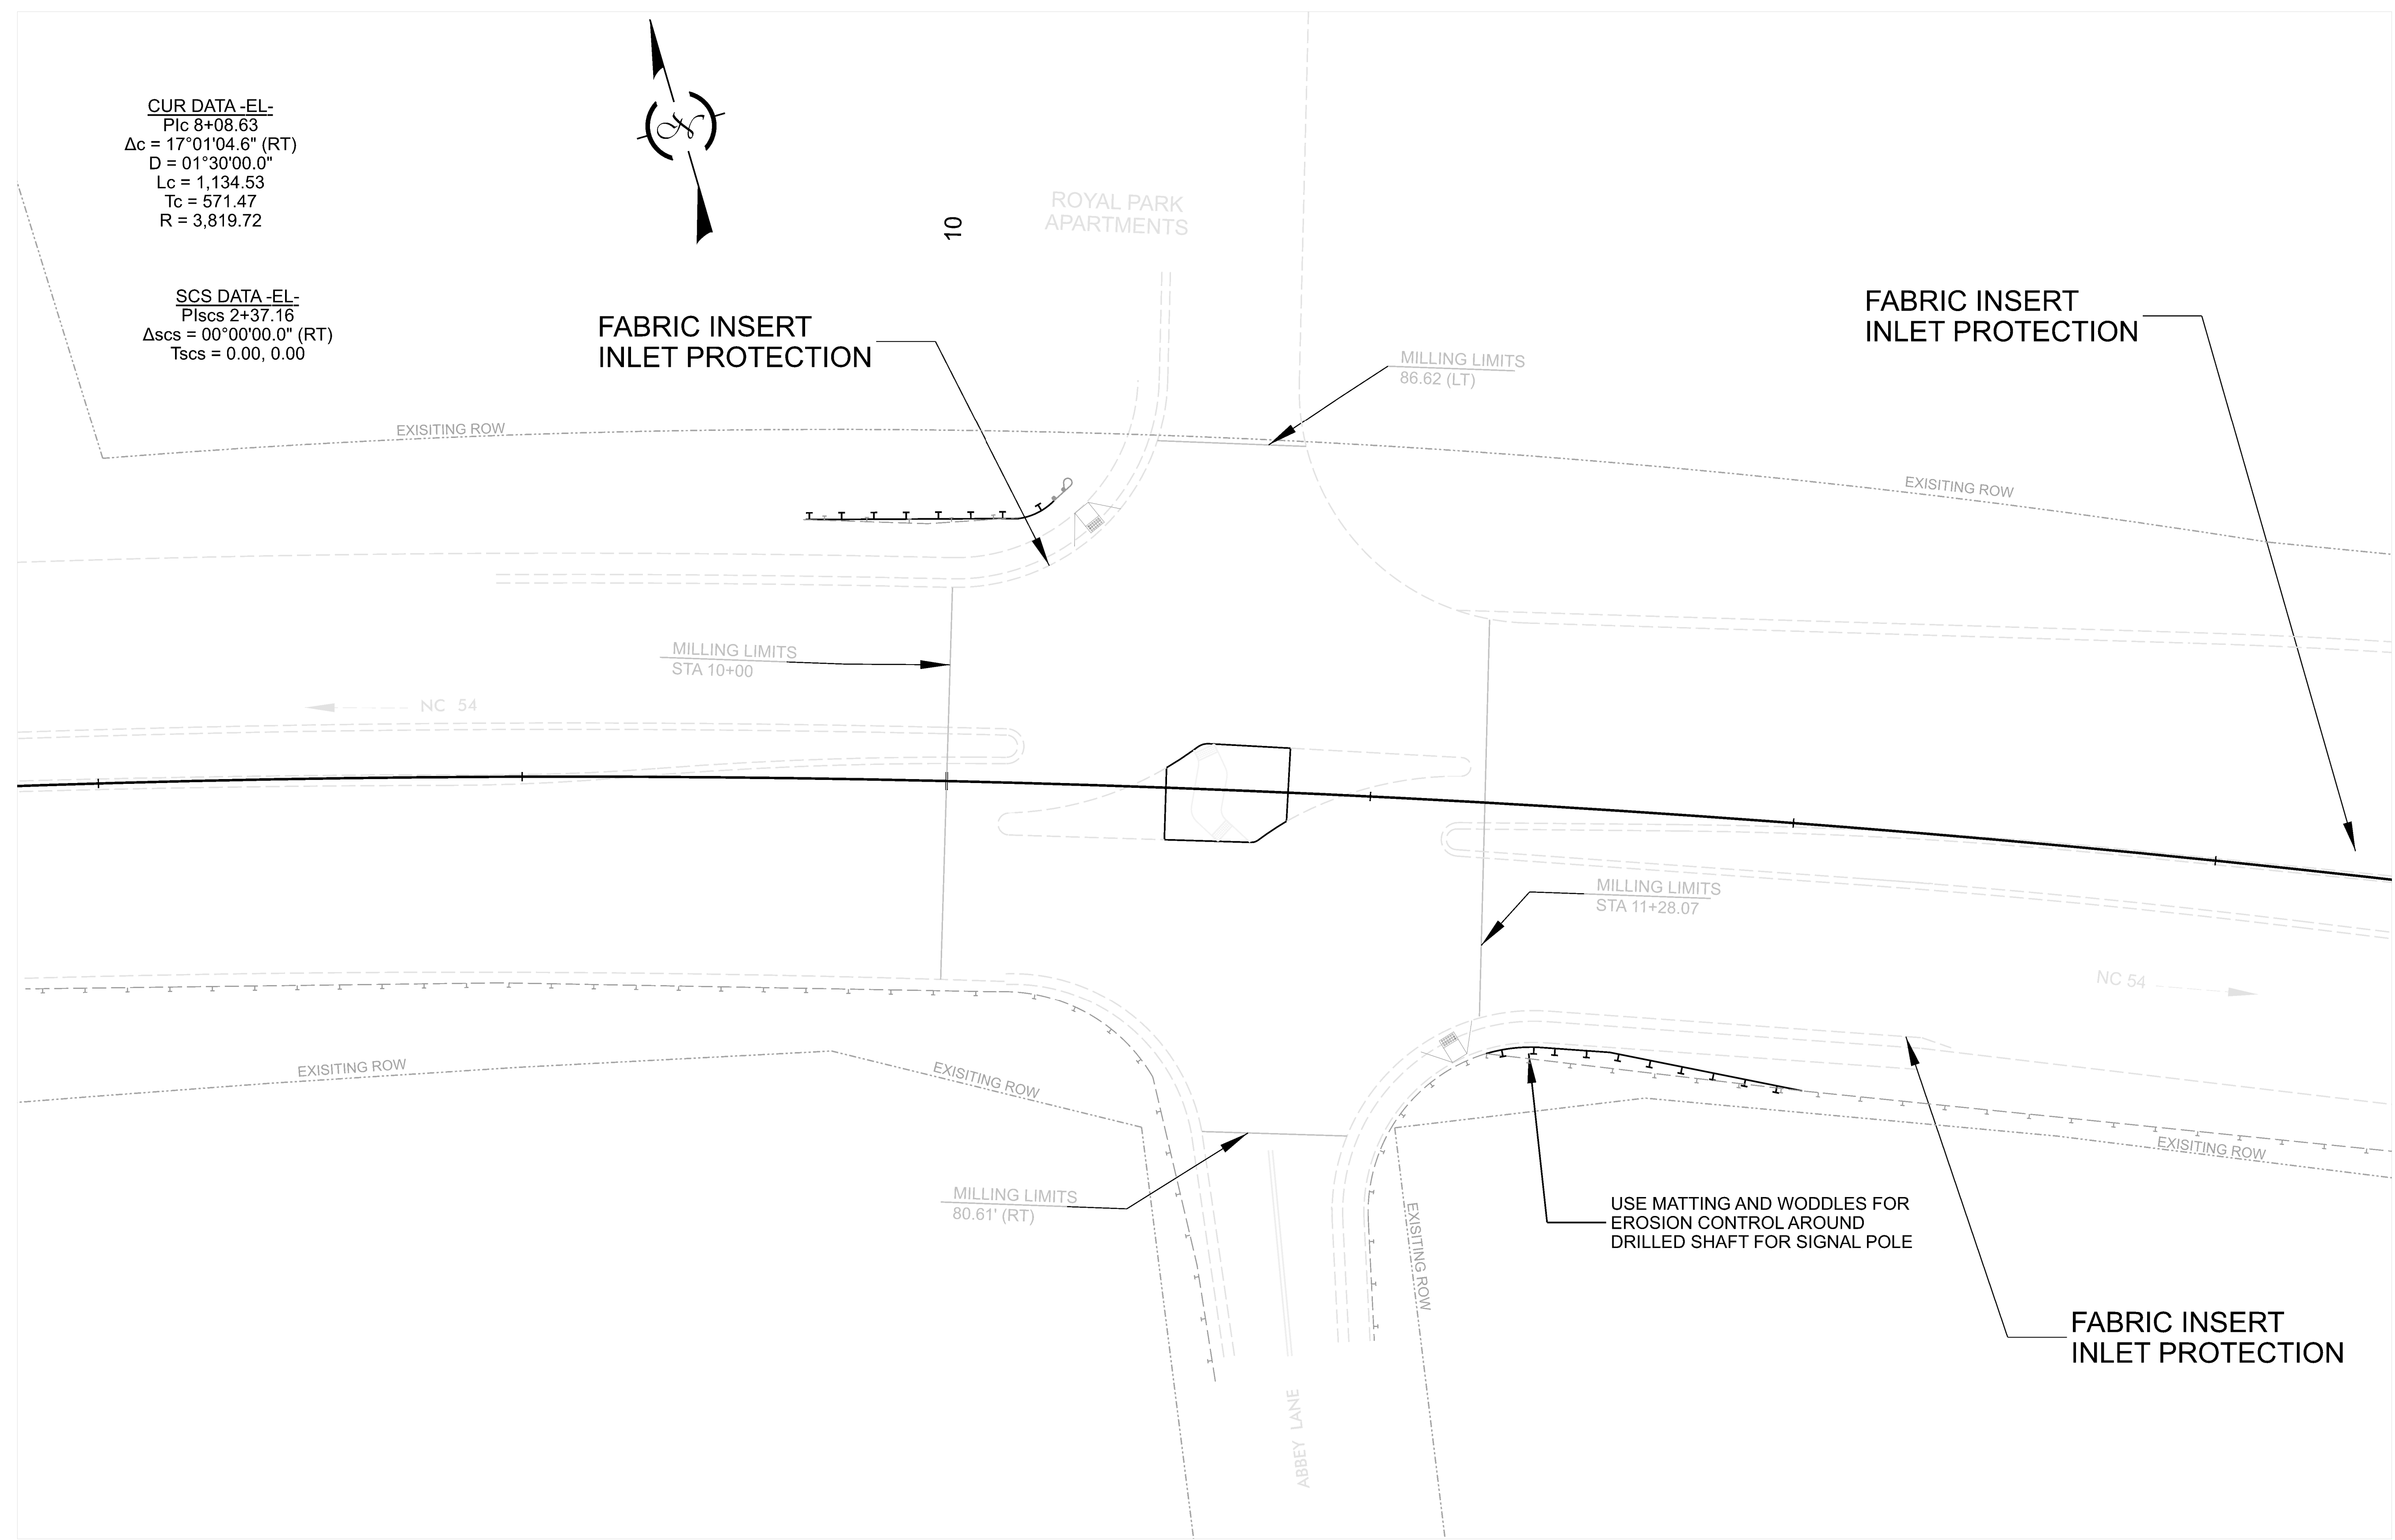 CUR DATA -EL-
PIc 8+08.63
Δc = 17°01'04.6" (RT)
D = 01°30'00.0"
Lc = 1,134.53
Tc = 571.47
R = 3,819.72
SCS DATA -EL-
PIscs 2+37.16
Δscs = 00°00'00.0" (RT)
Tscs = 0.00, 0.00
N
10
ROYAL PARK
APARTMENTS
FABRIC INSERT
INLET PROTECTION
FABRIC INSERT
INLET PROTECTION
MILLING LIMITS
86.62 (LT)
EXISITING ROW
EXISITING ROW
MILLING LIMITS
STA 10+00
NC 54
MILLING LIMITS
STA 11+28.07
NC 54
EXISITING ROW
EXISITING ROW
EXISITING ROW
MILLING LIMITS
80.61' (RT)
EXISITING ROW
USE MATTING AND WODDLES FOR
EROSION CONTROL AROUND
DRILLED SHAFT FOR SIGNAL POLE
FABRIC INSERT
INLET PROTECTION
ABBEY LANE